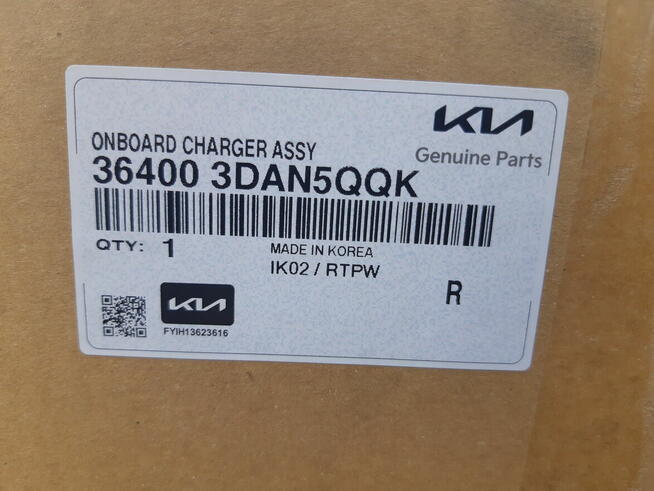 KIA
Genuine Parts
ONBOARD CHARGER ASSY
36400 3DAN5QQK
QTY: 1
MADE IN KOREA
IK02 / RTPW
R
KIA
FYIH13623616